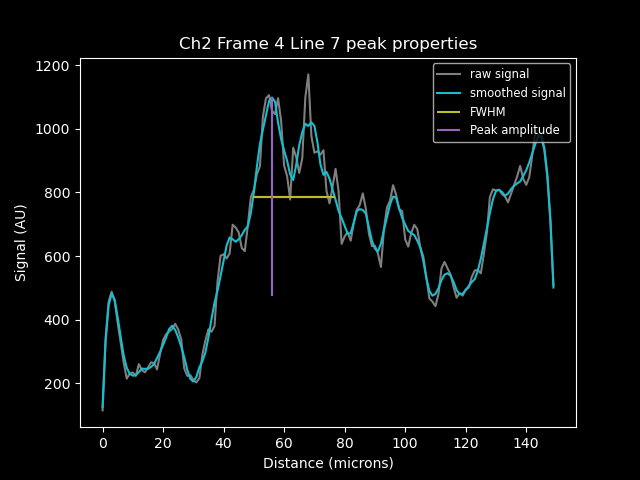 Ch2 Frame 4 Line 7 peak properties
raw signal
smoothed signal
FWHM
Peak amplitude
1200
1000
800
600
400
200
Signal (AU)
0 20 40 60 80 100 120 140
Distance (microns)